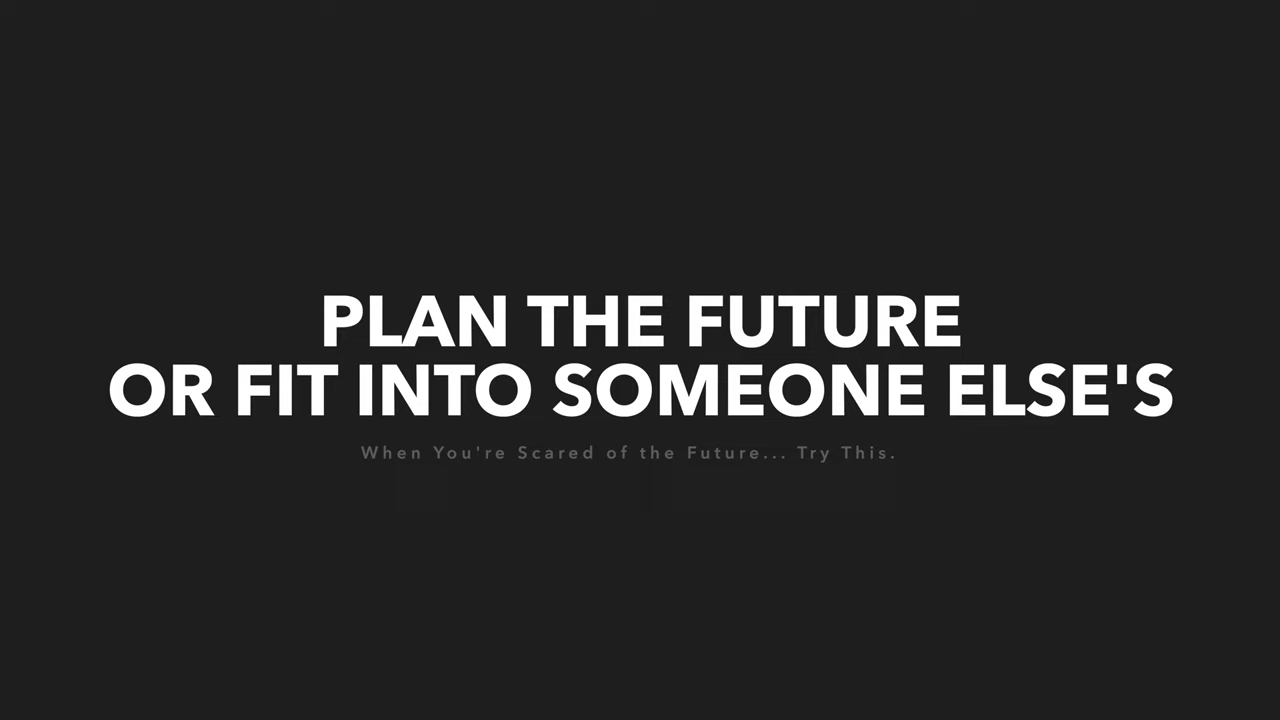 PLAN THE FUTURE
OR FIT INTO SOMEONE ELSE'S
When You're Scared of the Future... Try This.